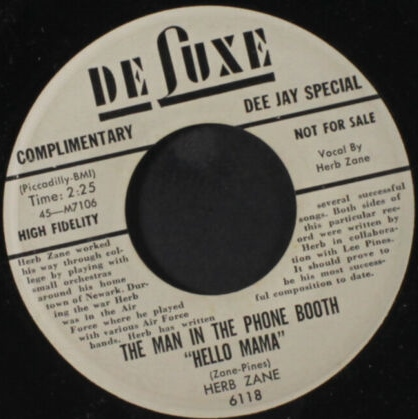 DE LUXE
COMPLIMENTARY
DEE JAY SPECIAL
(Piccadilly-BMI)
Time: 2:25
45—M7106
HIGH FIDELITY
NOT FOR SALE
Vocal By
Herb Zane
Herb Zane worked
his way through col-
lege by playing with
small orchestras
around his home
town of Newark. Dur-
ing the war Herb
was in the Air
Force where he played
with various Air Force
bands. Herb has written
several successful
songs. Both sides of
this particular rec-
ord were written by
Herb in collabora-
tion with Lee Pines.
It should prove to
be his most success-
ful composition to date.
THE MAN IN THE PHONE BOOTH
"HELLO MAMA"
(Zane-Pines)
HERB ZANE
6118